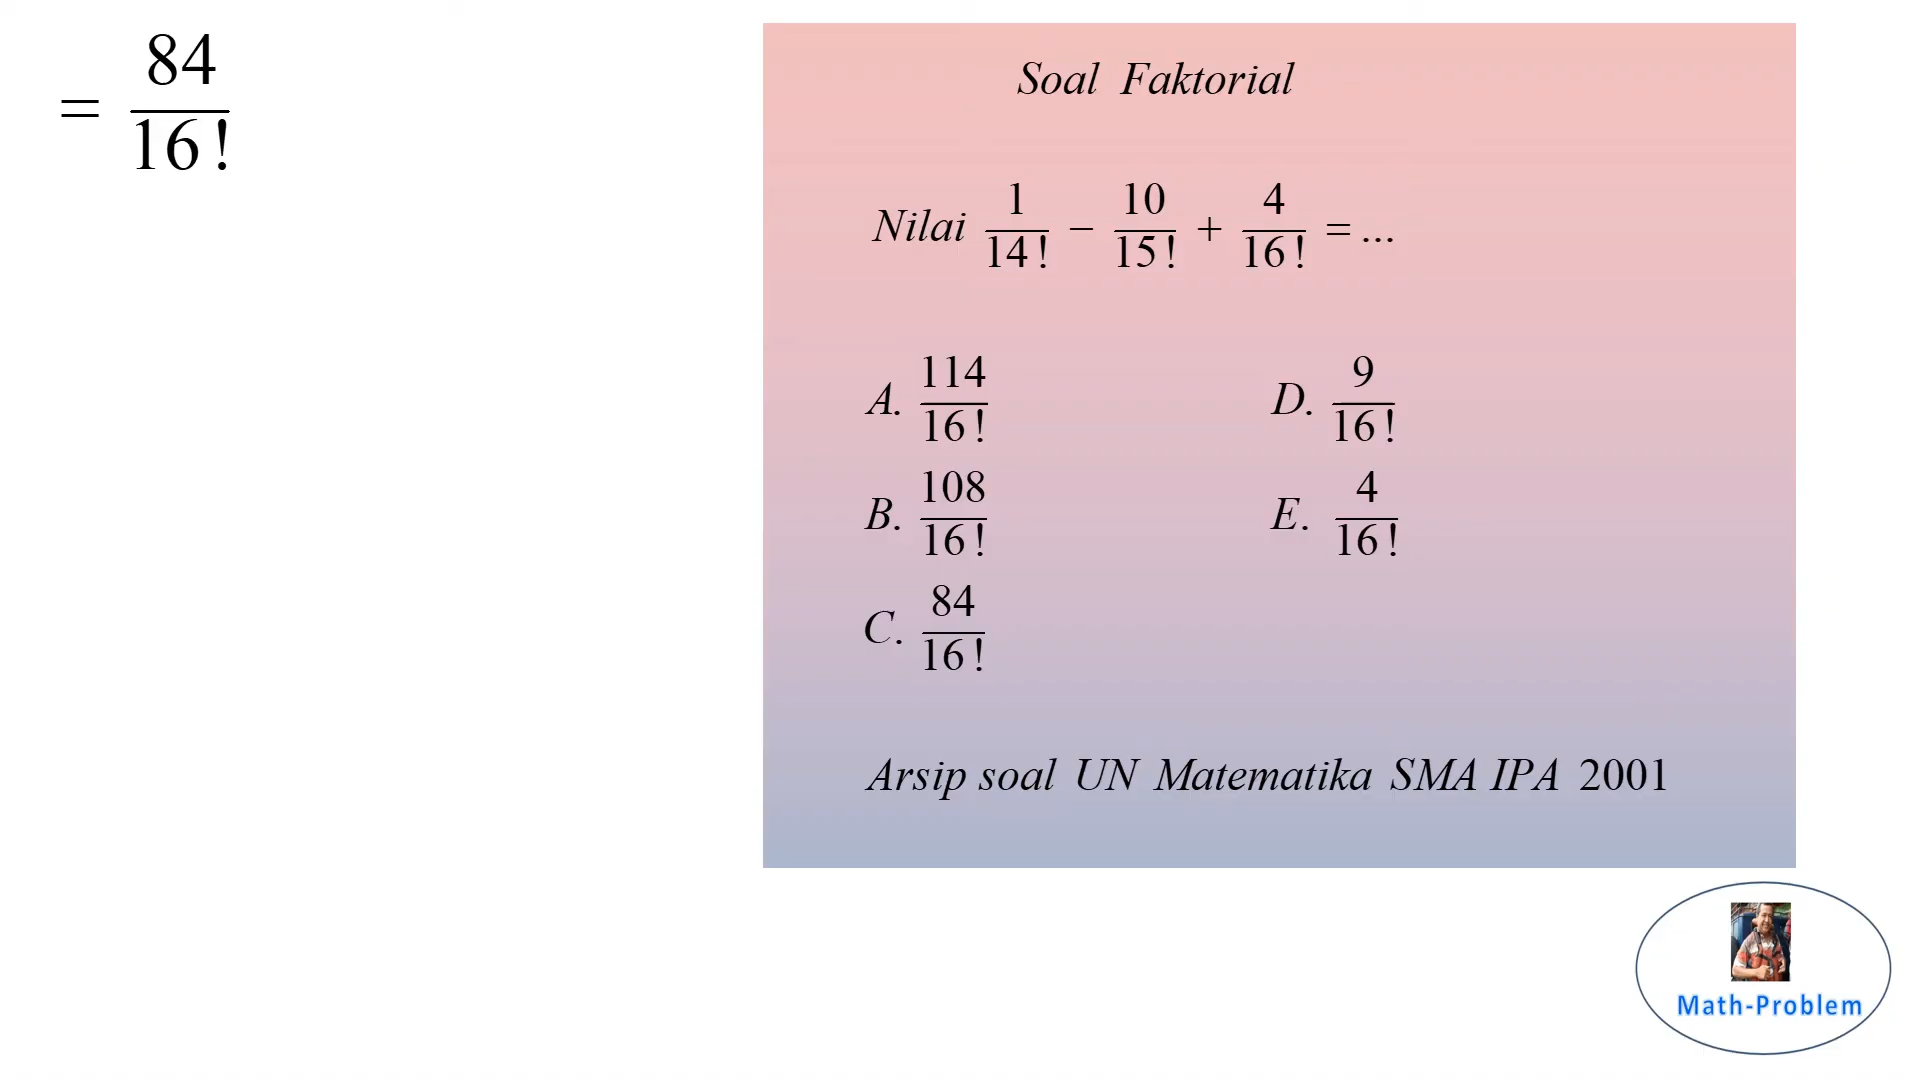 = 84/16!
Soal Faktorial
Nilai 1/14! − 10/15! + 4/16! = ...
A. 114/16!
B. 108/16!
C. 84/16!
D. 9/16!
E. 4/16!
Arsip soal UN Matematika SMA IPA 2001
Math-Problem